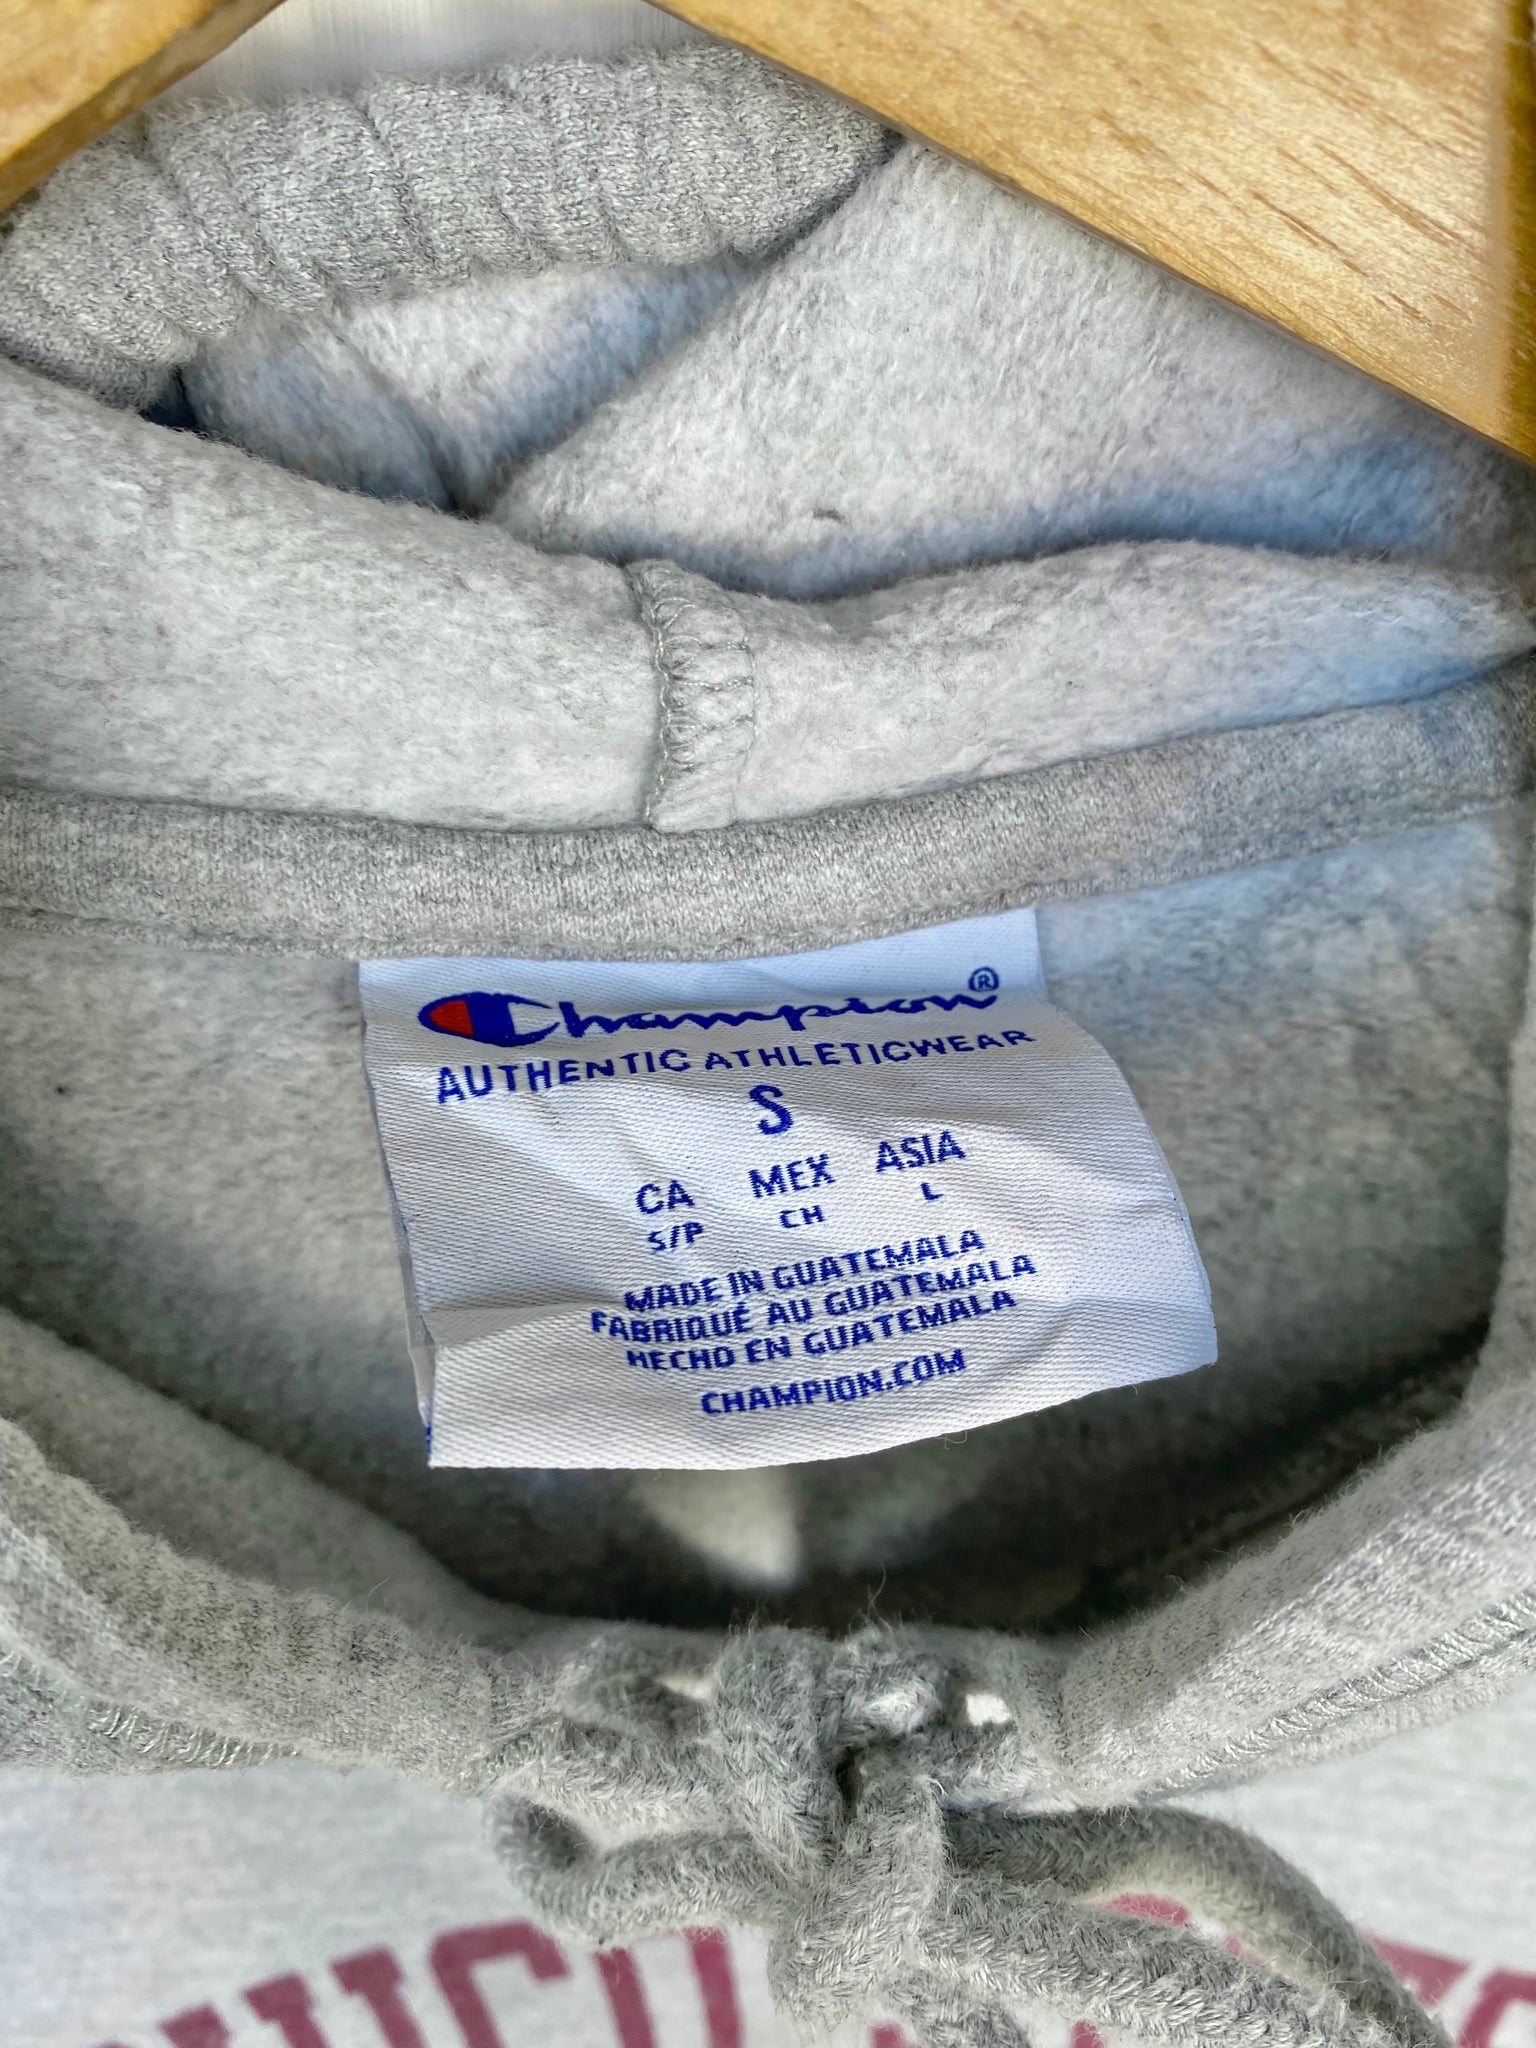 Champion®
AUTHENTIC ATHLETICWEAR
S
CA MEX ASIA
S/P CH L
MADE IN GUATEMALA
FABRIQUÉ AU GUATEMALA
HECHO EN GUATEMALA
CHAMPION.COM